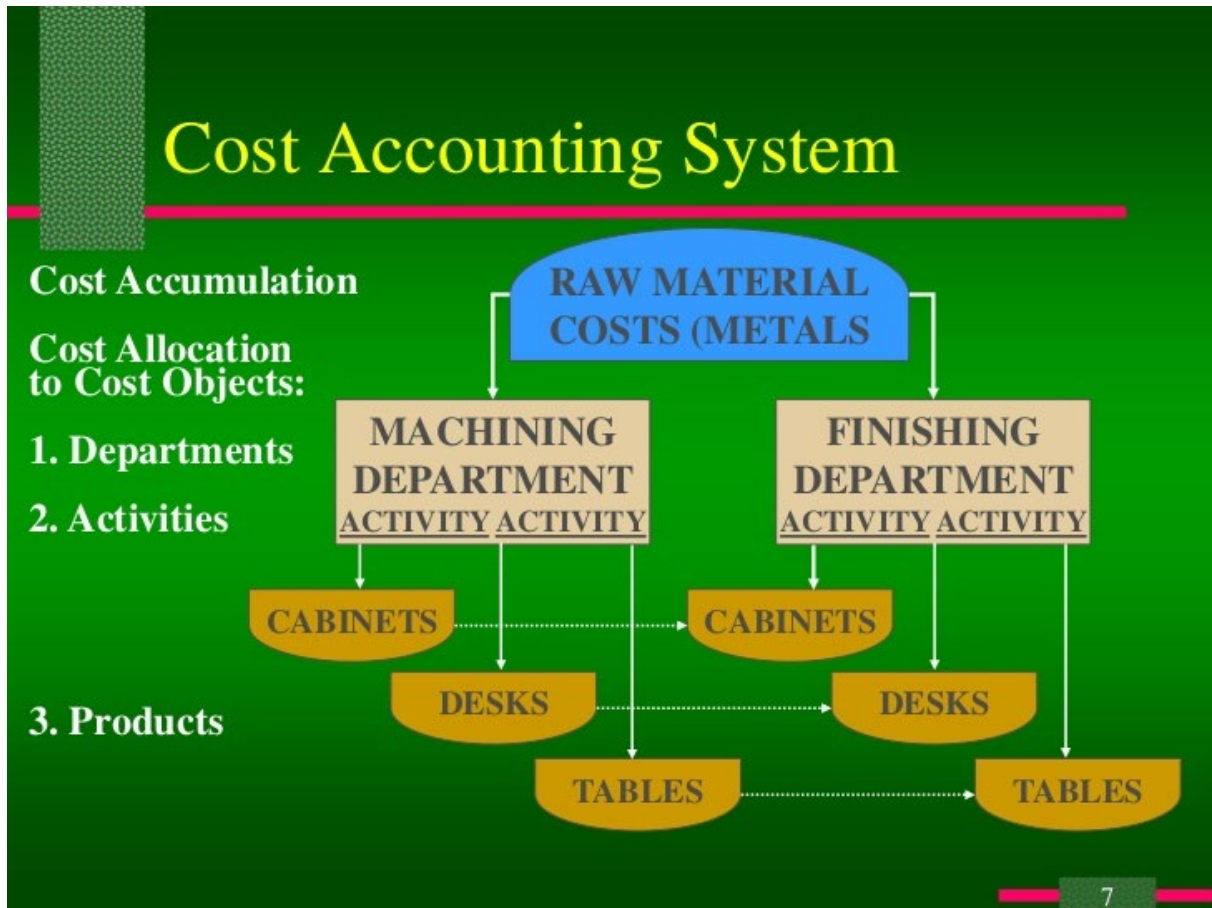 Cost Accounting System
Cost Accumulation
Cost Allocation
to Cost Objects:
1. Departments
2. Activities
3. Products
RAW MATERIAL
COSTS (METALS
MACHINING
DEPARTMENT
ACTIVITY ACTIVITY
FINISHING
DEPARTMENT
ACTIVITY ACTIVITY
CABINETS
CABINETS
DESKS
DESKS
TABLES
TABLES
7